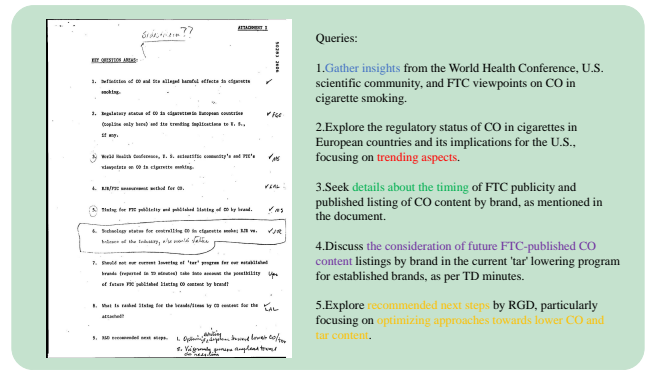 ATTACHMENT I
KEY QUESTION AREAS:
1. Definition of CO and its alleged harmful effects in cigarette
smoking.
2. Regulatory status of CO in cigarettes in European countries
(topline only here) and its trending implications to U. S.,
if any.
3. World Health Conference, U. S. scientific community's and FTC's
viewpoints on CO in cigarette smoking.
4. RJR/FTC measurement method for CO.
5. Timing for FTC publicity and published listing of CO by brand.
6. Technology status for controlling CO in cigarette smoke; RJR vs.
balance of the industry,
7. Should not our current lowering of 'tar' program for our established
brands (reported in TD minutes) take into account the possibility
of future FTC published listing CO content by brand?
8. What is ranked listing for the brands/items by CO content for the
attached?
9. R&D recommended next steps.
Queries:
1.Gather insights from the World Health Conference, U.S.
scientific community, and FTC viewpoints on CO in
cigarette smoking.
2.Explore the regulatory status of CO in cigarettes in
European countries and its implications for the U.S.,
focusing on trending aspects.
3.Seek details about the timing of FTC publicity and
published listing of CO content by brand, as mentioned in
the document.
4.Discuss the consideration of future FTC-published CO
content listings by brand in the current 'tar' lowering program
for established brands, as per TD minutes.
5.Explore recommended next steps by RGD, particularly
focusing on optimizing approaches towards lower CO and
tar content.